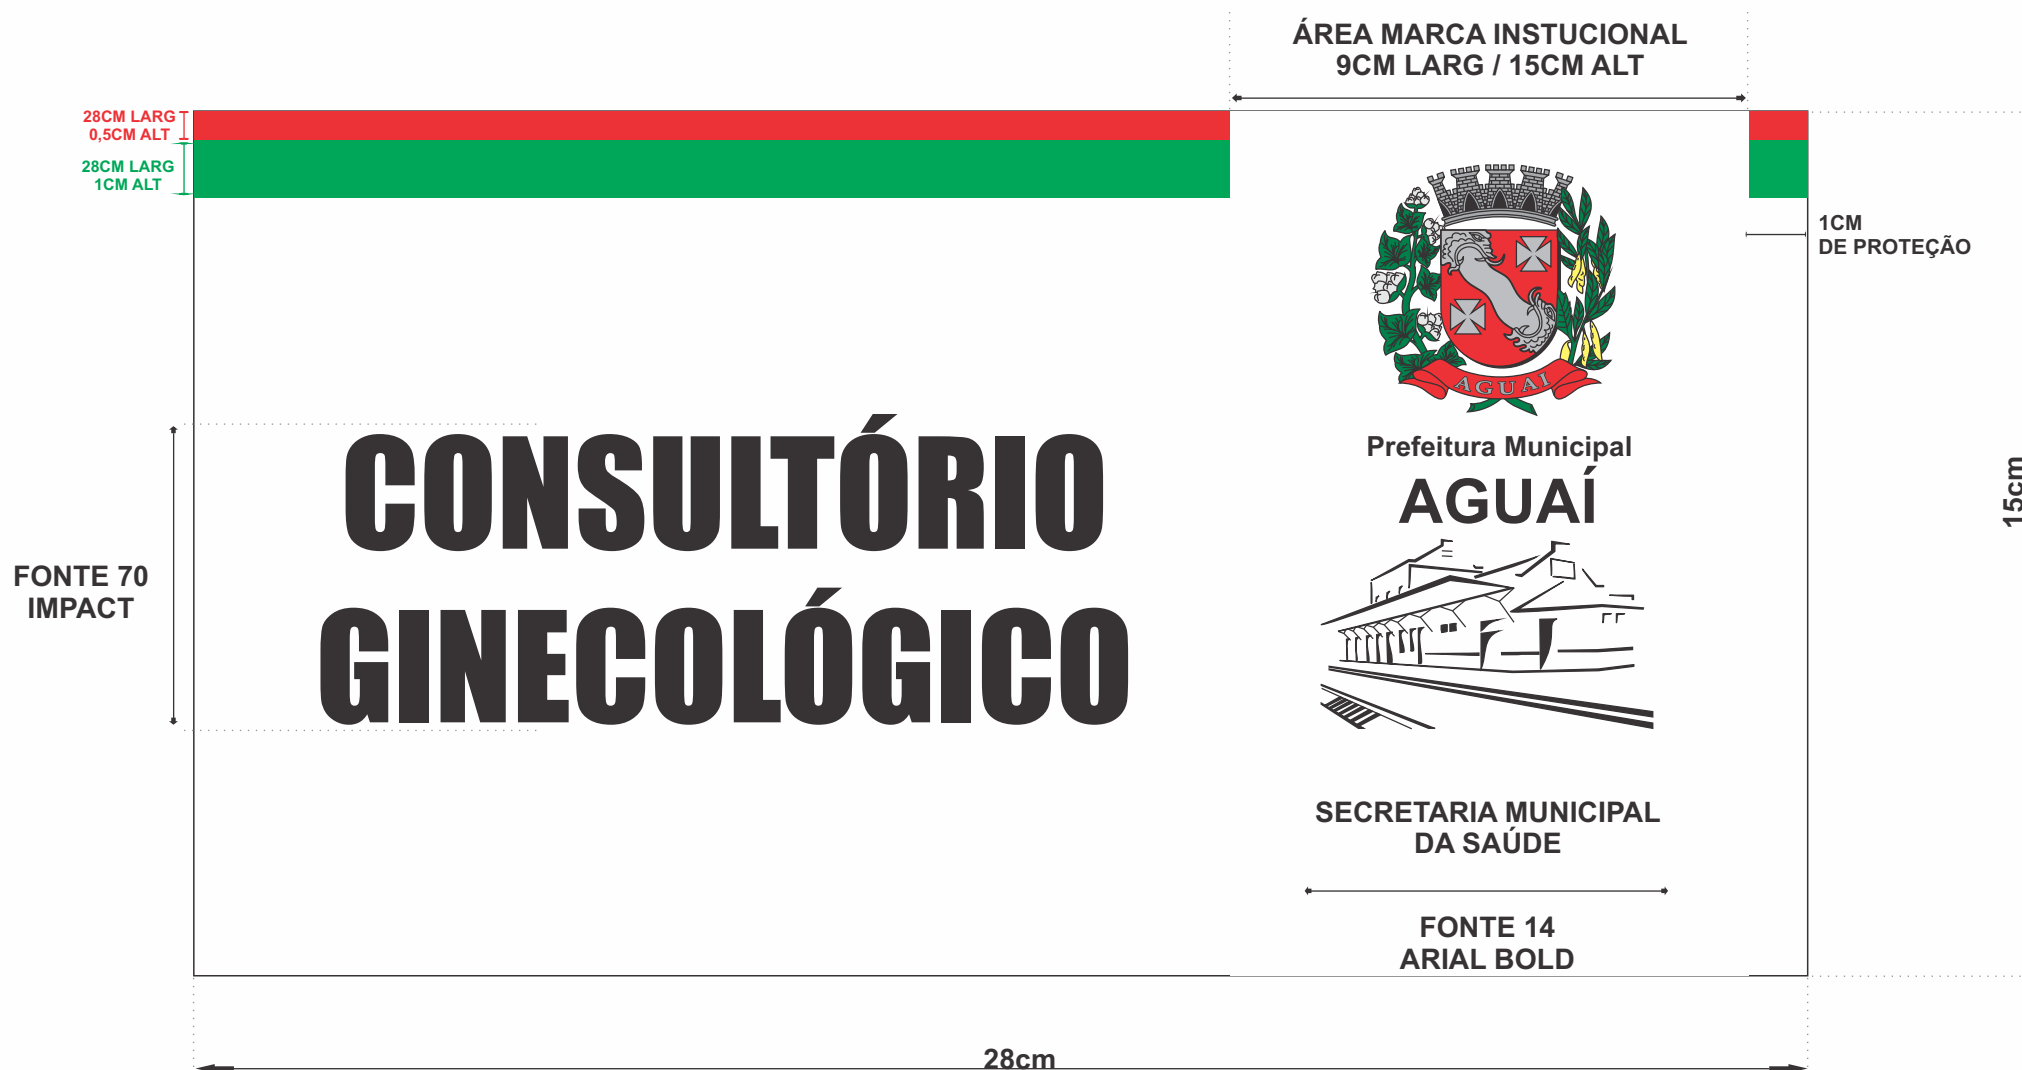 ÁREA MARCA INSTUCIONAL
9CM LARG / 15CM ALT
28CM LARG
0,5CM ALT
28CM LARG
1CM ALT
1CM
DE PROTEÇÃO
AGUAI
Prefeitura Municipal
AGUAÍ
CONSULTÓRIO
GINECOLÓGICO
FONTE 70
IMPACT
15cm
SECRETARIA MUNICIPAL
DA SAÚDE
FONTE 14
ARIAL BOLD
28cm